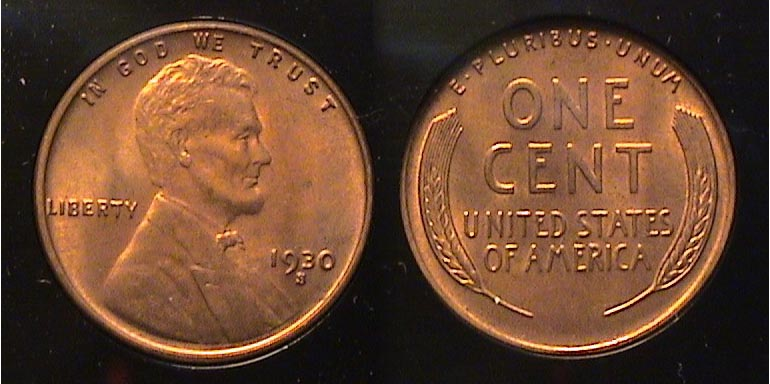 IN GOD WE TRUST
LIBERTY
1930
S
E·PLURIBUS·UNUM
ONE
CENT
UNITED STATES
OF AMERICA